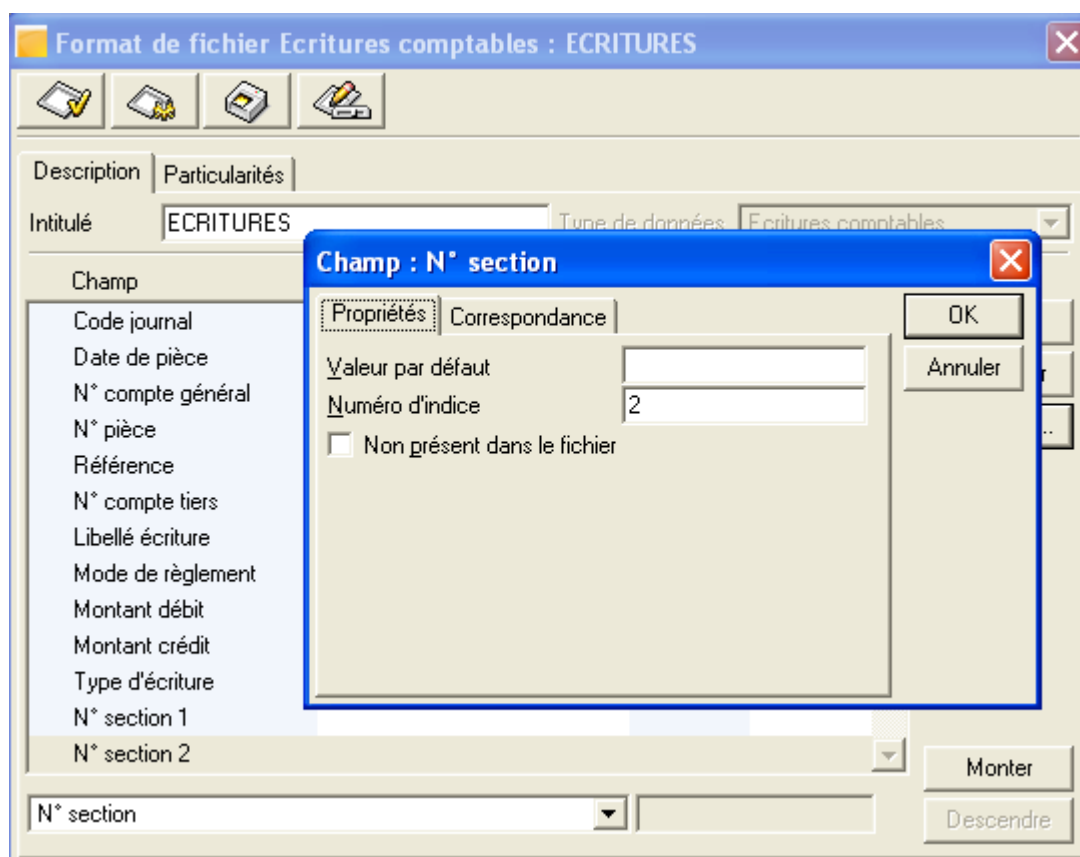 Format de fichier Ecritures comptables : ECRITURES
Description Particularités
Intitulé ECRITURES Type de données Ecritures comptables
Champ
Code journal
Date de pièce
N° compte général
N° pièce
Référence
N° compte tiers
Libellé écriture
Mode de règlement
Montant débit
Montant crédit
Type d'écriture
N° section 1
N° section 2
Champ : N° section
Propriétés Correspondance
OK
Valeur par défaut
Annuler
Numéro d'indice 2
Non présent dans le fichier
r
...
Monter
N° section
Descendre